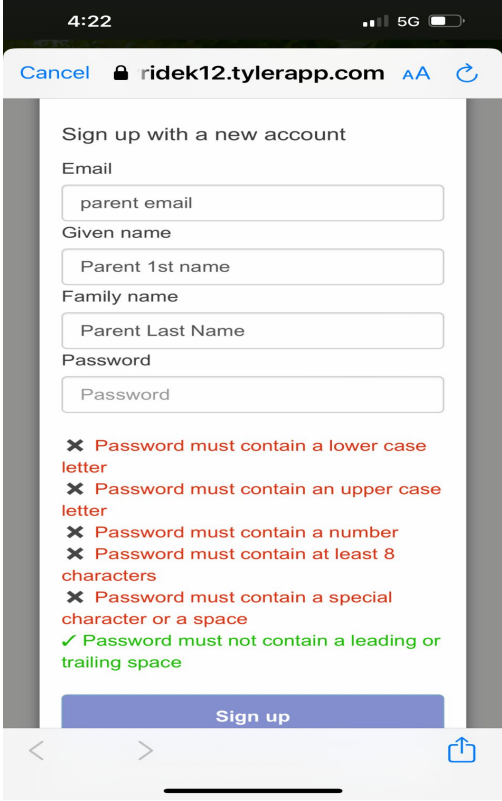 4:22
5G
Cancel ridek12.tylerapp.com AA
Sign up with a new account
Email
parent email
Given name
Parent 1st name
Family name
Parent Last Name
Password
Password
✖ Password must contain a lower case
letter
✖ Password must contain an upper case
letter
✖ Password must contain a number
✖ Password must contain at least 8
characters
✖ Password must contain a special
character or a space
✓ Password must not contain a leading or
trailing space
Sign up